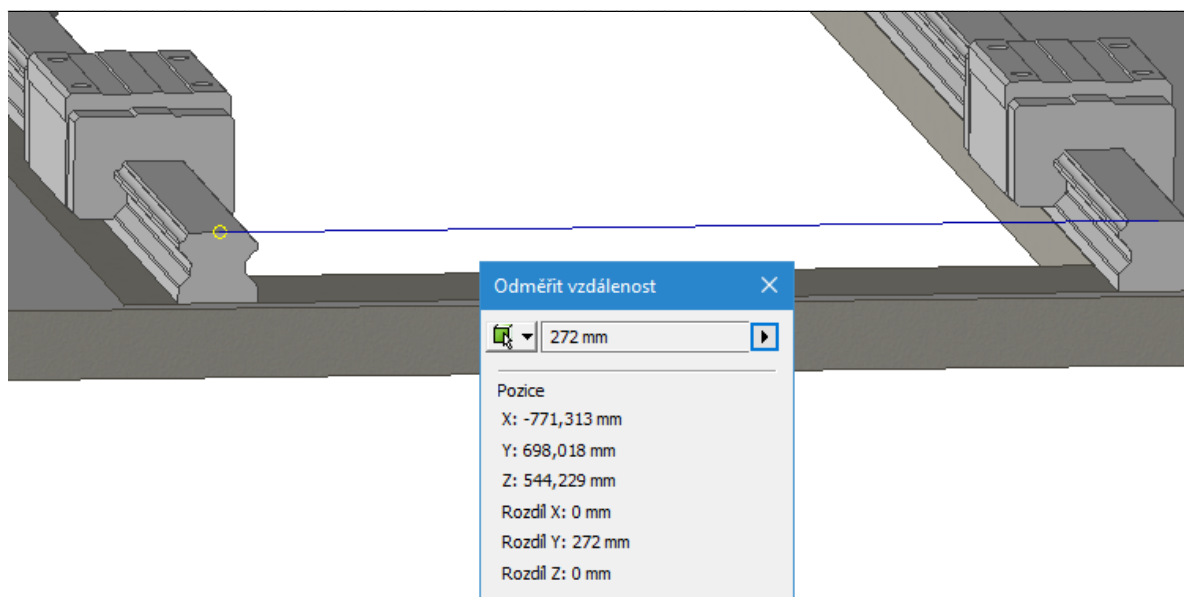 Odměřit vzdálenost
272 mm
Pozice
X: -771,313 mm
Y: 698,018 mm
Z: 544,229 mm
Rozdíl X: 0 mm
Rozdíl Y: 272 mm
Rozdíl Z: 0 mm